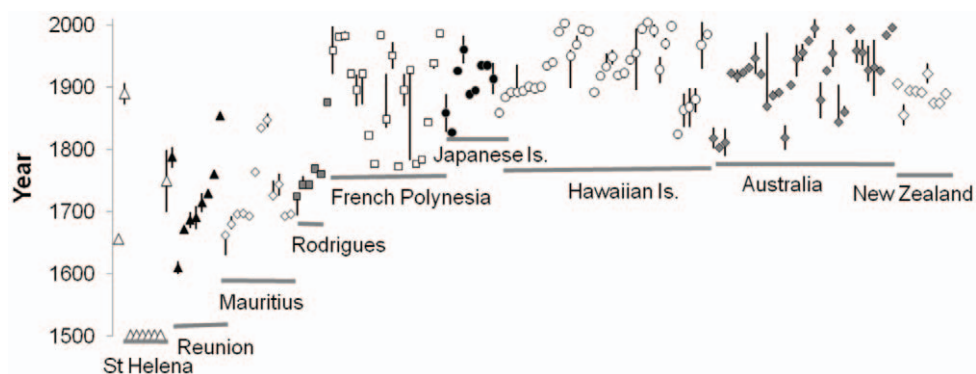 Year
2000
1900
1800
1700
1600
1500
St Helena
Reunion
Mauritius
Rodrigues
French Polynesia
Japanese Is.
Hawaiian Is.
Australia
New Zealand